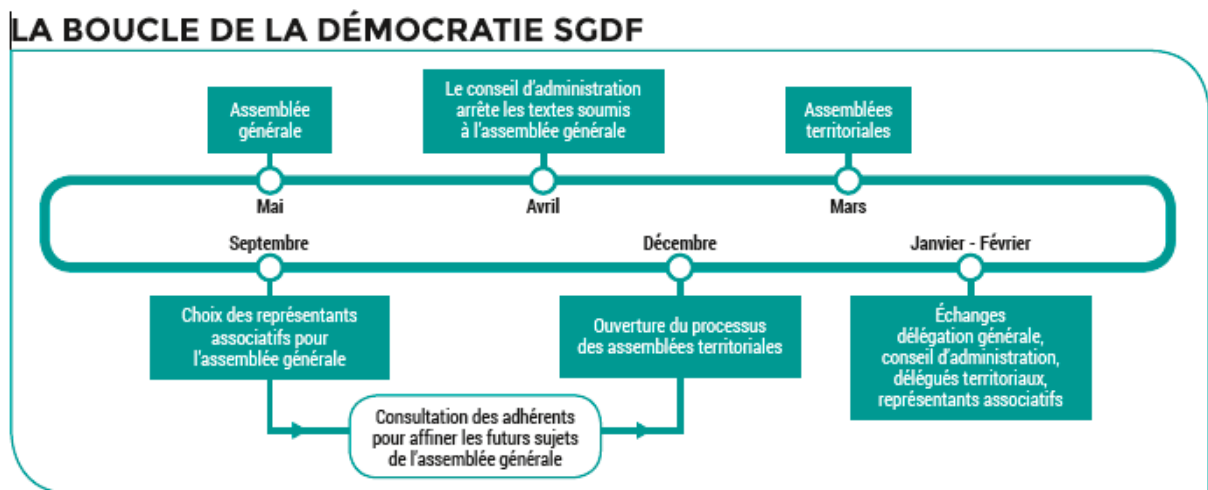 LA BOUCLE DE LA DÉMOCRATIE SGDF
Assemblée
générale
Le conseil d'administration
arrête les textes soumis
à l'assemblée générale
Assemblées
territoriales
Mai
Avril
Mars
Septembre
Décembre
Janvier - Février
Choix des représentants
associatifs pour
l'assemblée générale
Ouverture du processus
des assemblées territoriales
Échanges
délégation générale,
conseil d'administration,
délégués territoriaux,
représentants associatifs
Consultation des adhérents
pour affiner les futurs sujets
de l'assemblée générale